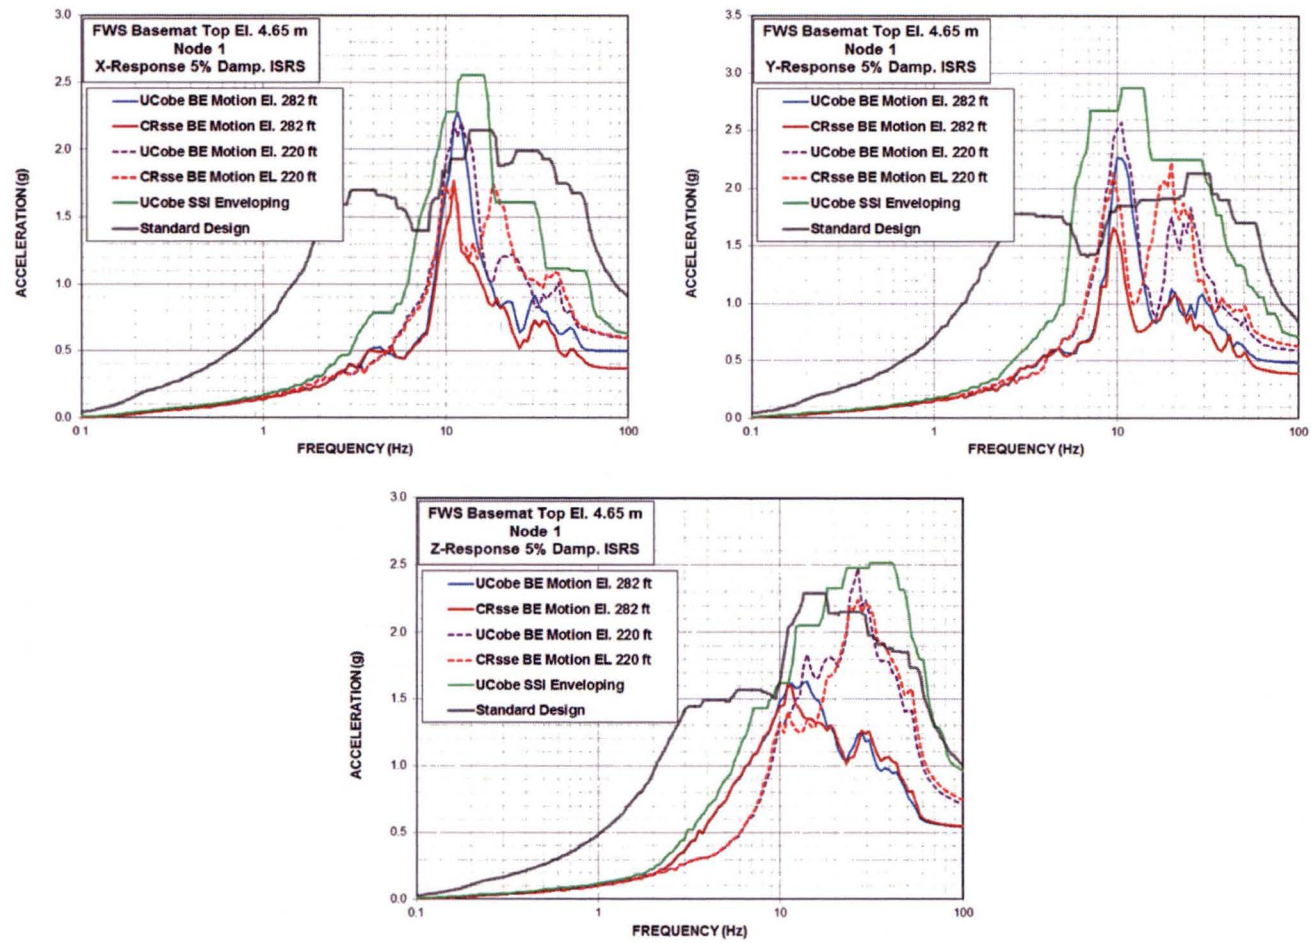 FWS Basemat Top El. 4.65 m
Node 1
X-Response 5% Damp. ISRS
UCobe BE Motion El. 282 ft
CRsse BE Motion El. 282 ft
UCobe BE Motion El. 220 ft
CRsse BE Motion EL 220 ft
UCobe SSI Enveloping
Standard Design
ACCELERATION(g)
3.0
2.5
2.0
1.5
1.0
0.5
0.0
0.1
1
10
100
FREQUENCY (Hz)
FWS Basemat Top El. 4.65 m
Node 1
Y-Response 5% Damp. ISRS
UCobe BE Motion El. 282 ft
CRsse BE Motion El. 282 ft
UCobe BE Motion El. 220 ft
CRsse BE Motion EL 220 ft
UCobe SSI Enveloping
Standard Design
ACCELERATION(g)
3.5
3.0
2.5
2.0
1.5
1.0
0.5
0.0
0.1
1
10
100
FREQUENCY (Hz)
FWS Basemat Top El. 4.65 m
Node 1
Z-Response 5% Damp. ISRS
UCobe BE Motion El. 282 ft
CRsse BE Motion El. 282 ft
UCobe BE Motion El. 220 ft
CRsse BE Motion EL 220 ft
UCobe SSI Enveloping
Standard Design
ACCELERATION(g)
3.0
2.5
2.0
1.5
1.0
0.5
0.0
0.1
1
10
100
FREQUENCY (Hz)